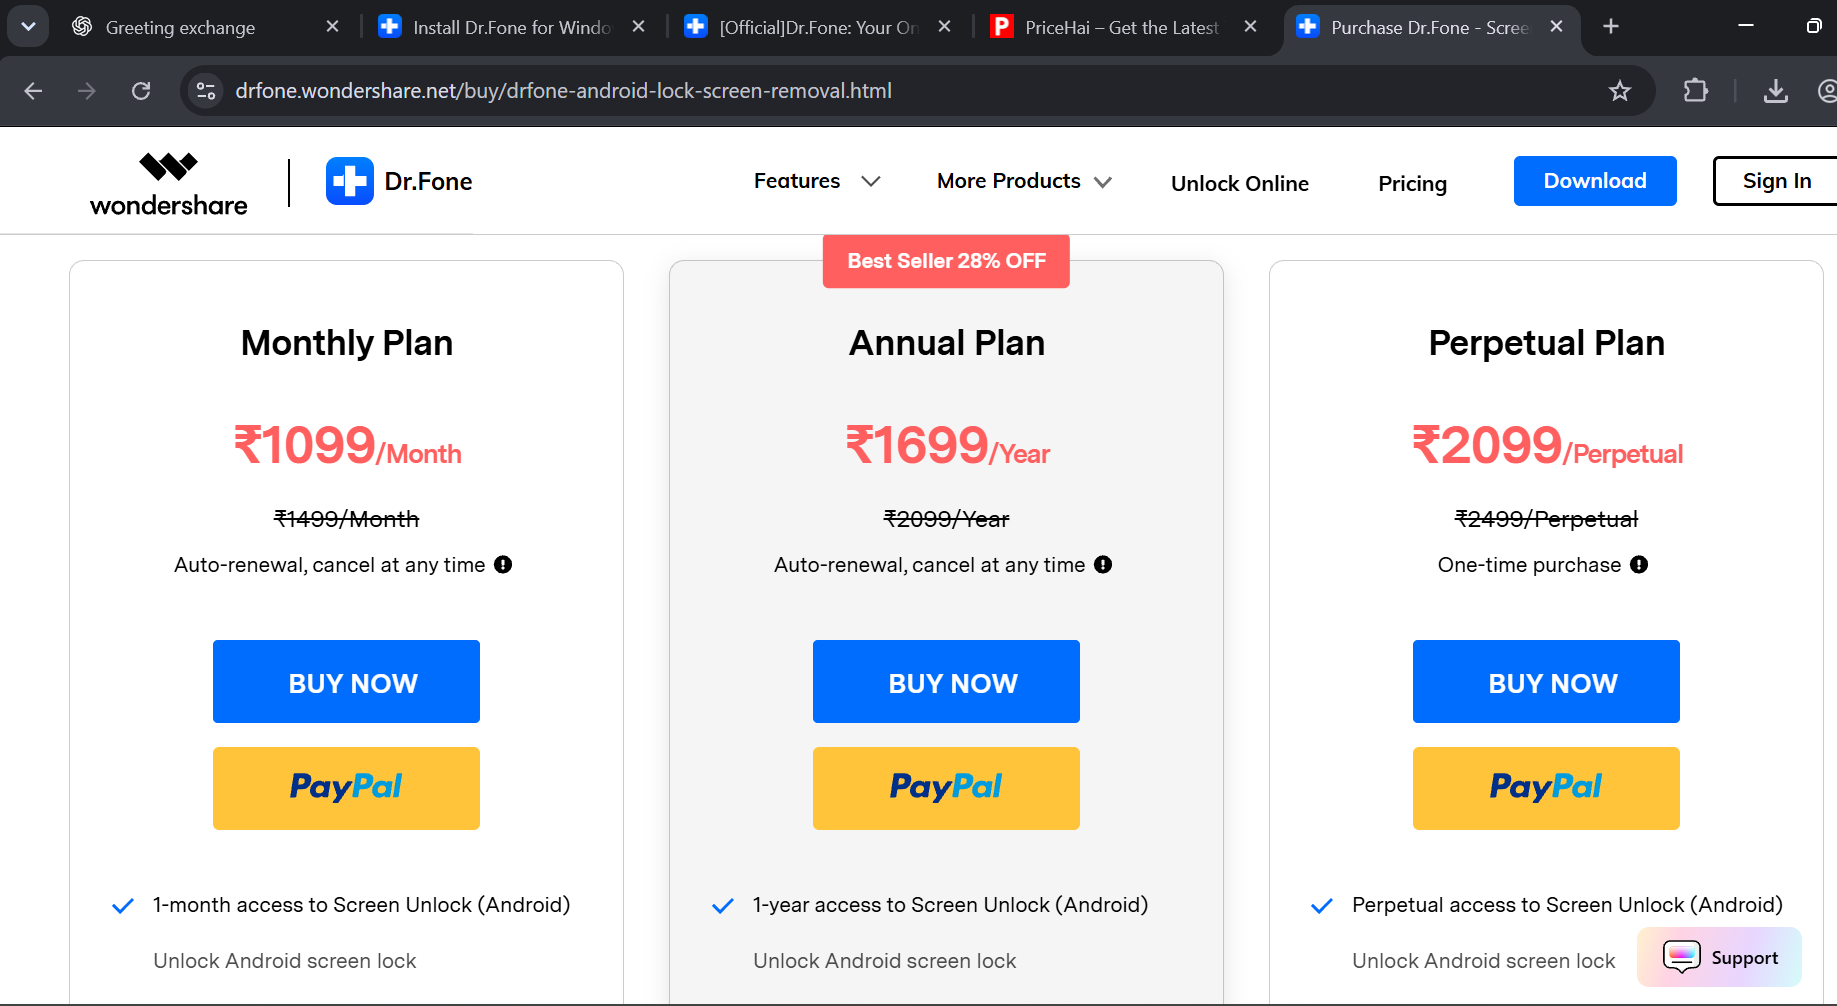 Greeting exchange
Install Dr.Fone for Windo
[Official]Dr.Fone: Your On
PriceHai – Get the Latest
Purchase Dr.Fone - Scree
drfone.wondershare.net/buy/drfone-android-lock-screen-removal.html
wondershare
Dr.Fone
Features
More Products
Unlock Online
Pricing
Download
Sign In
Monthly Plan
₹1099/Month
₹1499/Month
Auto-renewal, cancel at any time
BUY NOW
PayPal
1-month access to Screen Unlock (Android)
Unlock Android screen lock
Best Seller 28% OFF
Annual Plan
₹1699/Year
₹2099/Year
Auto-renewal, cancel at any time
BUY NOW
PayPal
1-year access to Screen Unlock (Android)
Unlock Android screen lock
Perpetual Plan
₹2099/Perpetual
₹2499/Perpetual
One-time purchase
BUY NOW
PayPal
Perpetual access to Screen Unlock (Android)
Unlock Android screen lock
Support